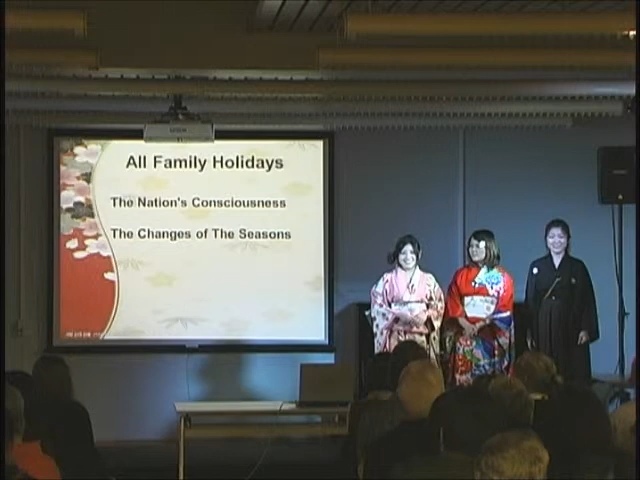 All Family Holidays
The Nation's Consciousness
The Changes of The Seasons